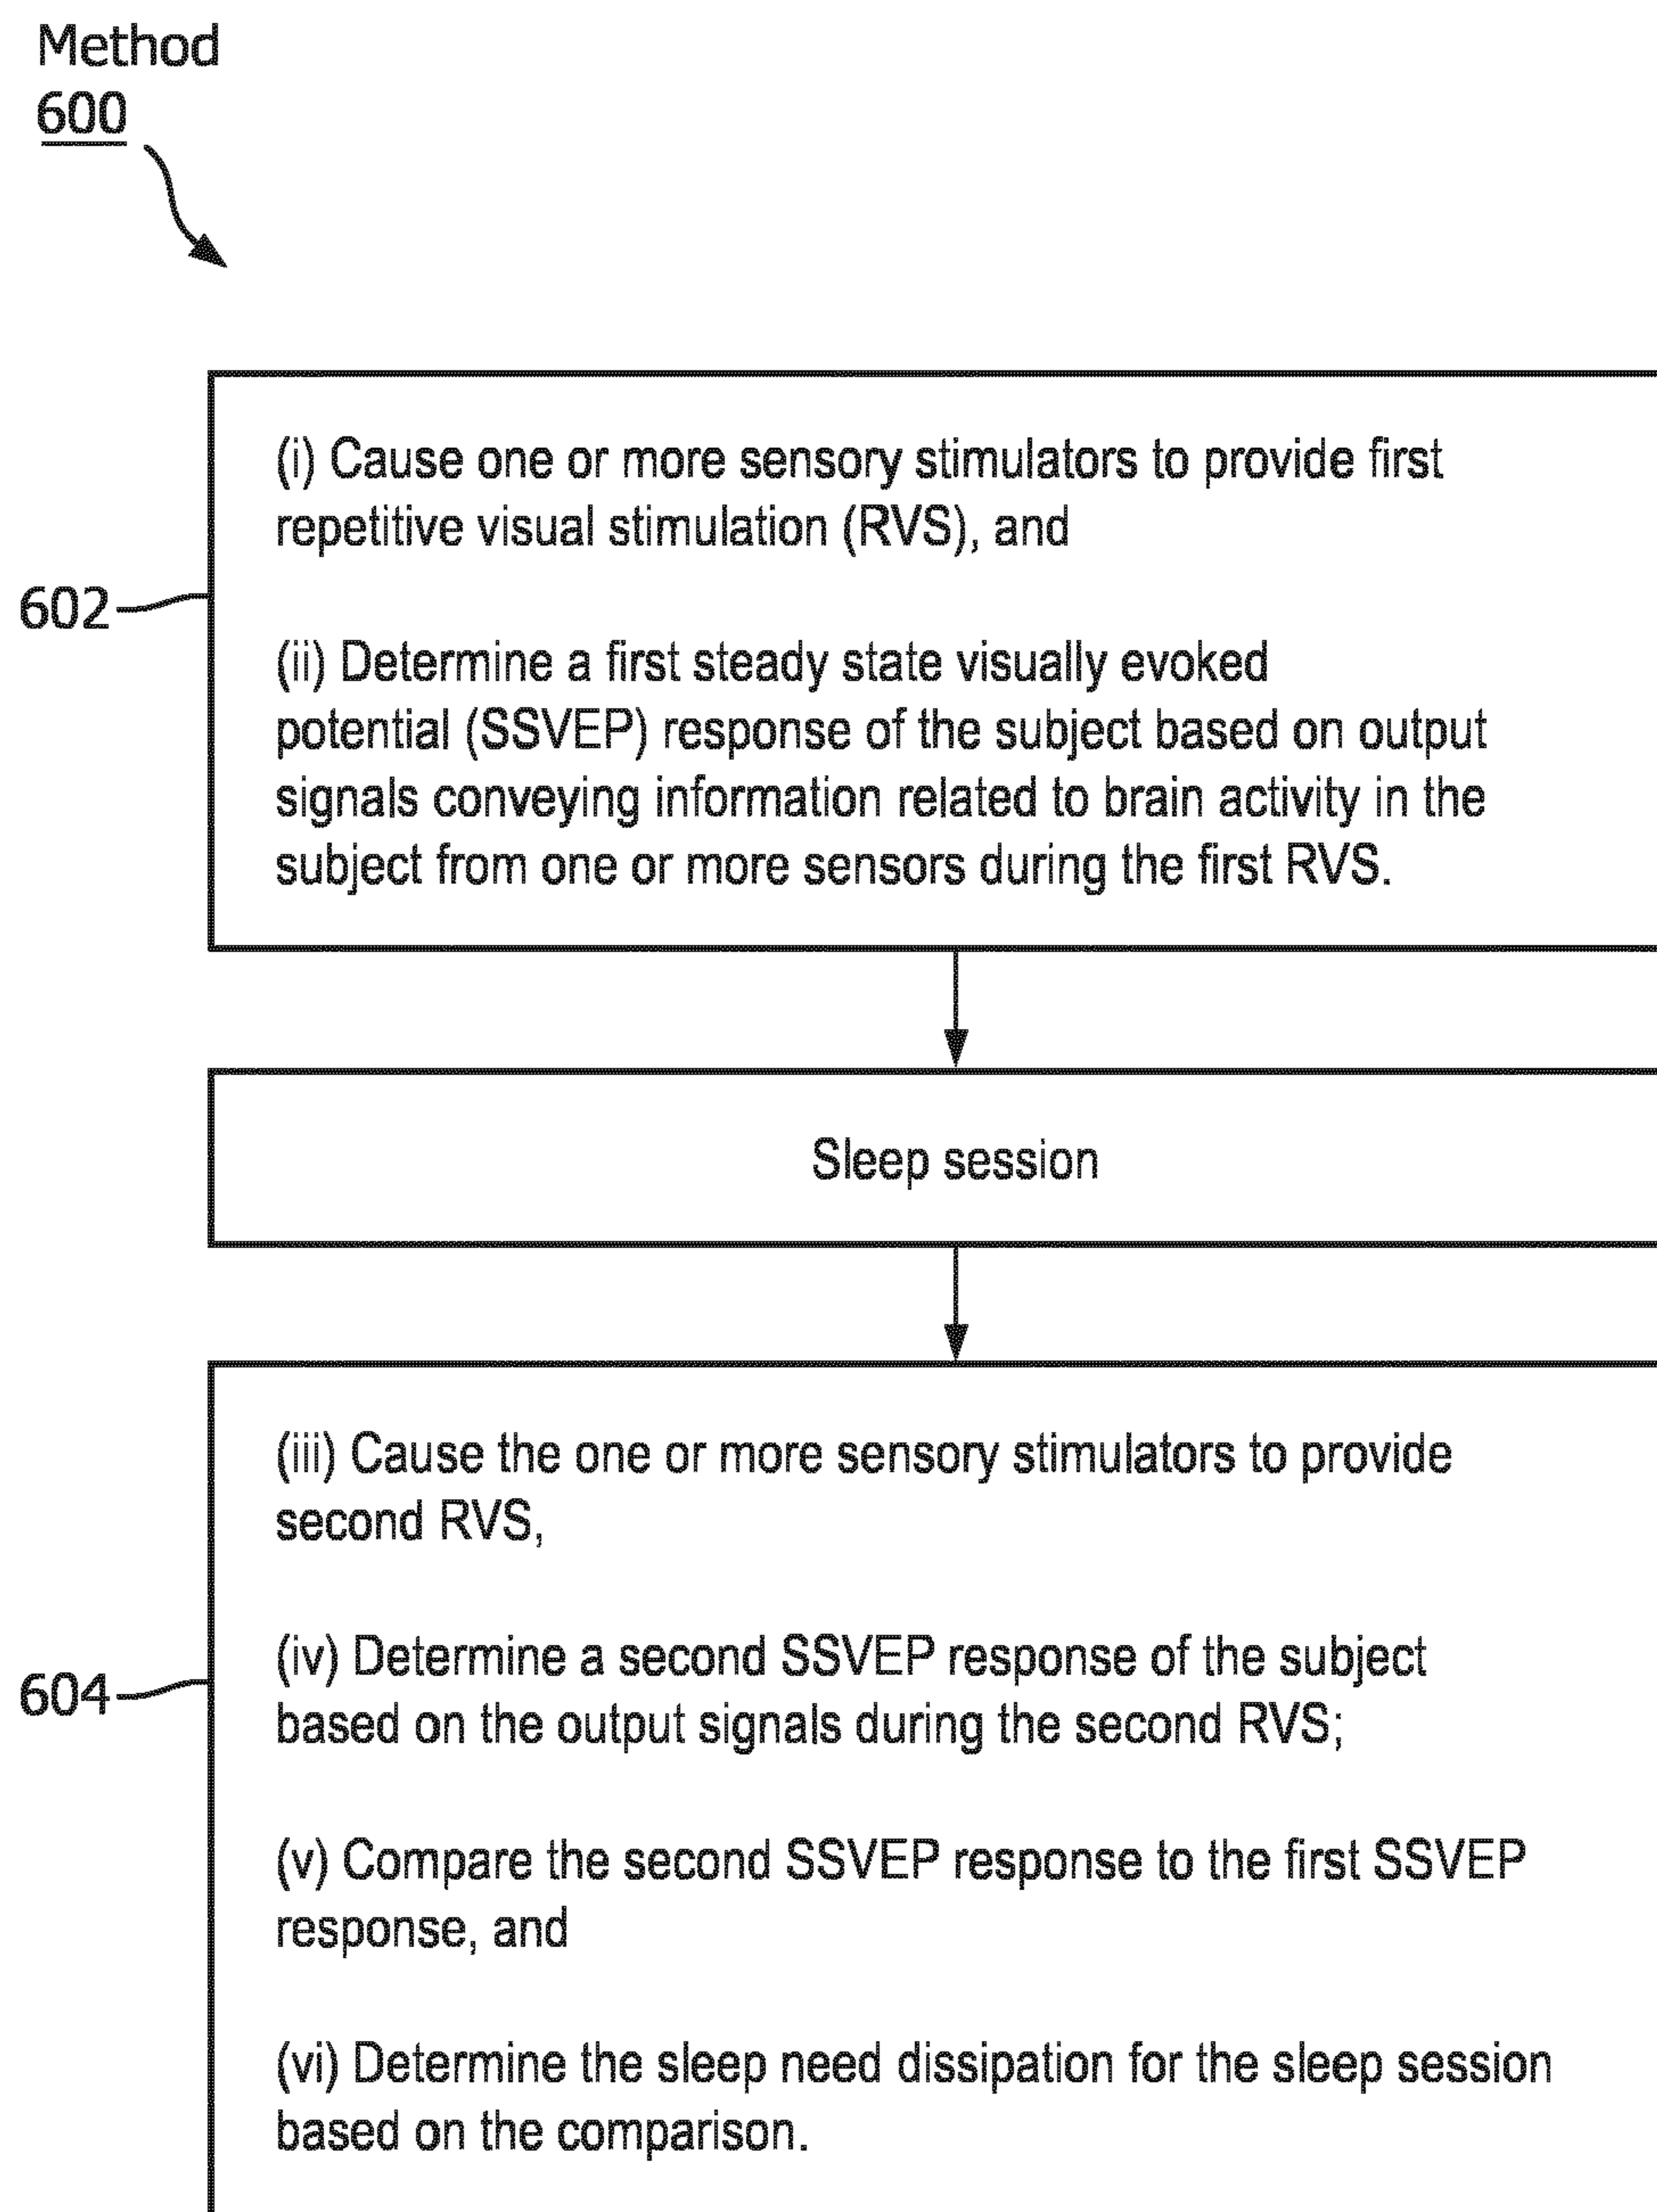 Method
600
(i) Cause one or more sensory stimulators to provide first
repetitive visual stimulation (RVS), and
602
(ii) Determine a first steady state visually evoked
potential (SSVEP) response of the subject based on output
signals conveying information related to brain activity in the
subject from one or more sensors during the first RVS.
Sleep session
(iii) Cause the one or more sensory stimulators to provide
second RVS,
(iv) Determine a second SSVEP response of the subject
604
based on the output signals during the second RVS;
(v) Compare the second SSVEP response to the first SSVEP
response, and
(vi) Determine the sleep need dissipation for the sleep session
based on the comparison.